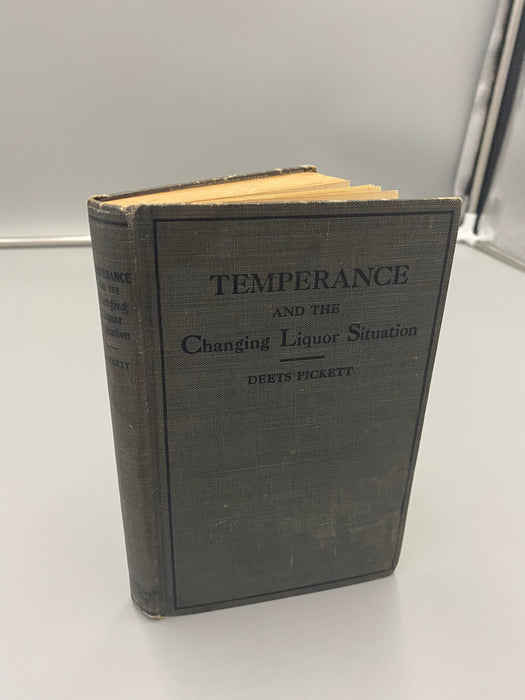 TEMPERANCE
AND THE
Changing Liquor Situation
DEETS PICKETT